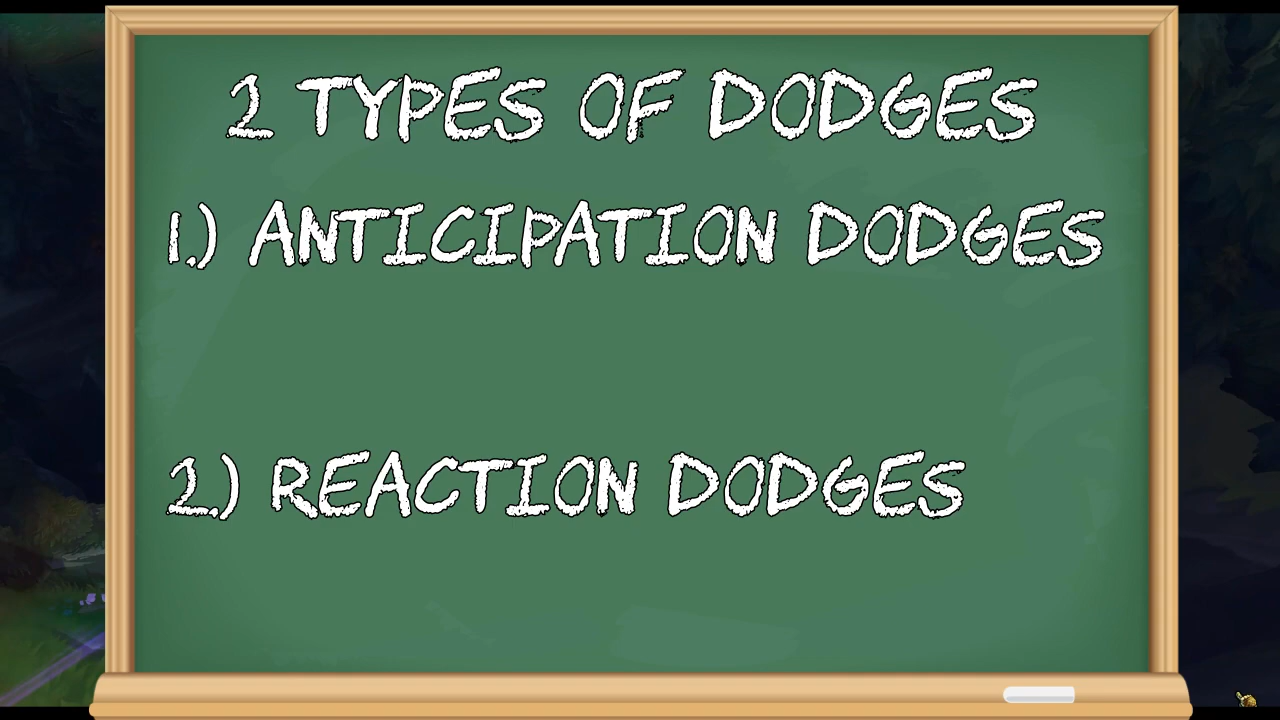 2 TYPES OF DODGES
1.) ANTICIPATION DODGES
2.) REACTION DODGES